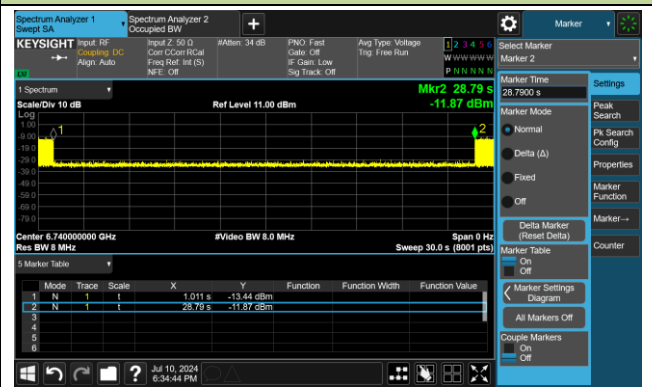 Spectrum Analyzer 1
Swept SA
Spectrum Analyzer 2
Occupied BW
+
Marker
KEYSIGHT
Input: RF
Coupling: DC
Align: Auto
Input Z: 50 Ω
Corr CCorr RCal
Freq Ref: Int (S)
NFE: Off
#Atten: 34 dB
PNO: Fast
Gate: Off
IF Gain: Low
Sig Track: Off
Avg Type: Voltage
Trig: Free Run
1 2 3 4 5 6
W W W W W W
P N N N N N
LXI
Select Marker
Marker 2
1 Spectrum
Mkr2 28.79 s
-11.87 dBm
Scale/Div 10 dB
Ref Level 11.00 dBm
Log
1.00
-9.00
-19.0
-29.0
-39.0
-49.0
-59.0
-69.0
-79.0
1
2
Center 6.740000000 GHz
Res BW 8 MHz
#Video BW 8.0 MHz
Span 0 Hz
Sweep 30.0 s (8001 pts)
5 Marker Table
Mode Trace Scale X Y Function Function Width Function Value
1 N 1 t 1.011 s -13.44 dBm
2 N 1 t 28.79 s -11.87 dBm
3
4
5
6
Marker Time
28.7900 s
Marker Mode
Normal
Delta (Δ)
Fixed
Off
Delta Marker
(Reset Delta)
Marker Table
On
Off
Marker Settings
Diagram
All Markers Off
Couple Markers
On
Off
Settings
Peak
Search
Pk Search
Config
Properties
Marker
Function
Marker→
Counter
?
Jul 10, 2024
6:34:44 PM